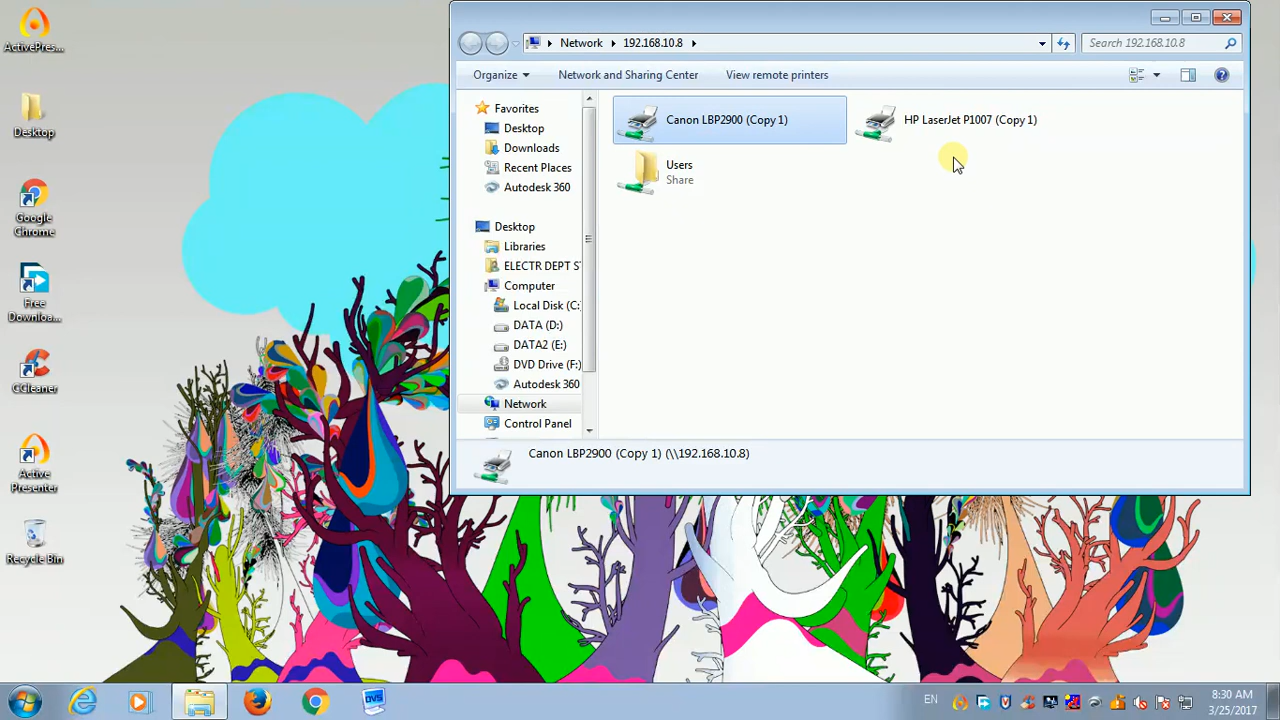 ActivePres...
Desktop
Google
Chrome
Free
Downloa...
CCleaner
Active
Presenter
Recycle Bin
Network
192.168.10.8
Search 192.168.10.8
Organize
Network and Sharing Center
View remote printers
Favorites
Desktop
Downloads
Recent Places
Autodesk 360
Desktop
Libraries
ELECTR DEPT S
Computer
Local Disk (C:
DATA (D:)
DATA2 (E:)
DVD Drive (F:)
Autodesk 360
Network
Control Panel
Canon LBP2900 (Copy 1)
HP LaserJet P1007 (Copy 1)
Users
Share
Canon LBP2900 (Copy 1) (\\192.168.10.8)
DVS
EN
8:30 AM
3/25/2017